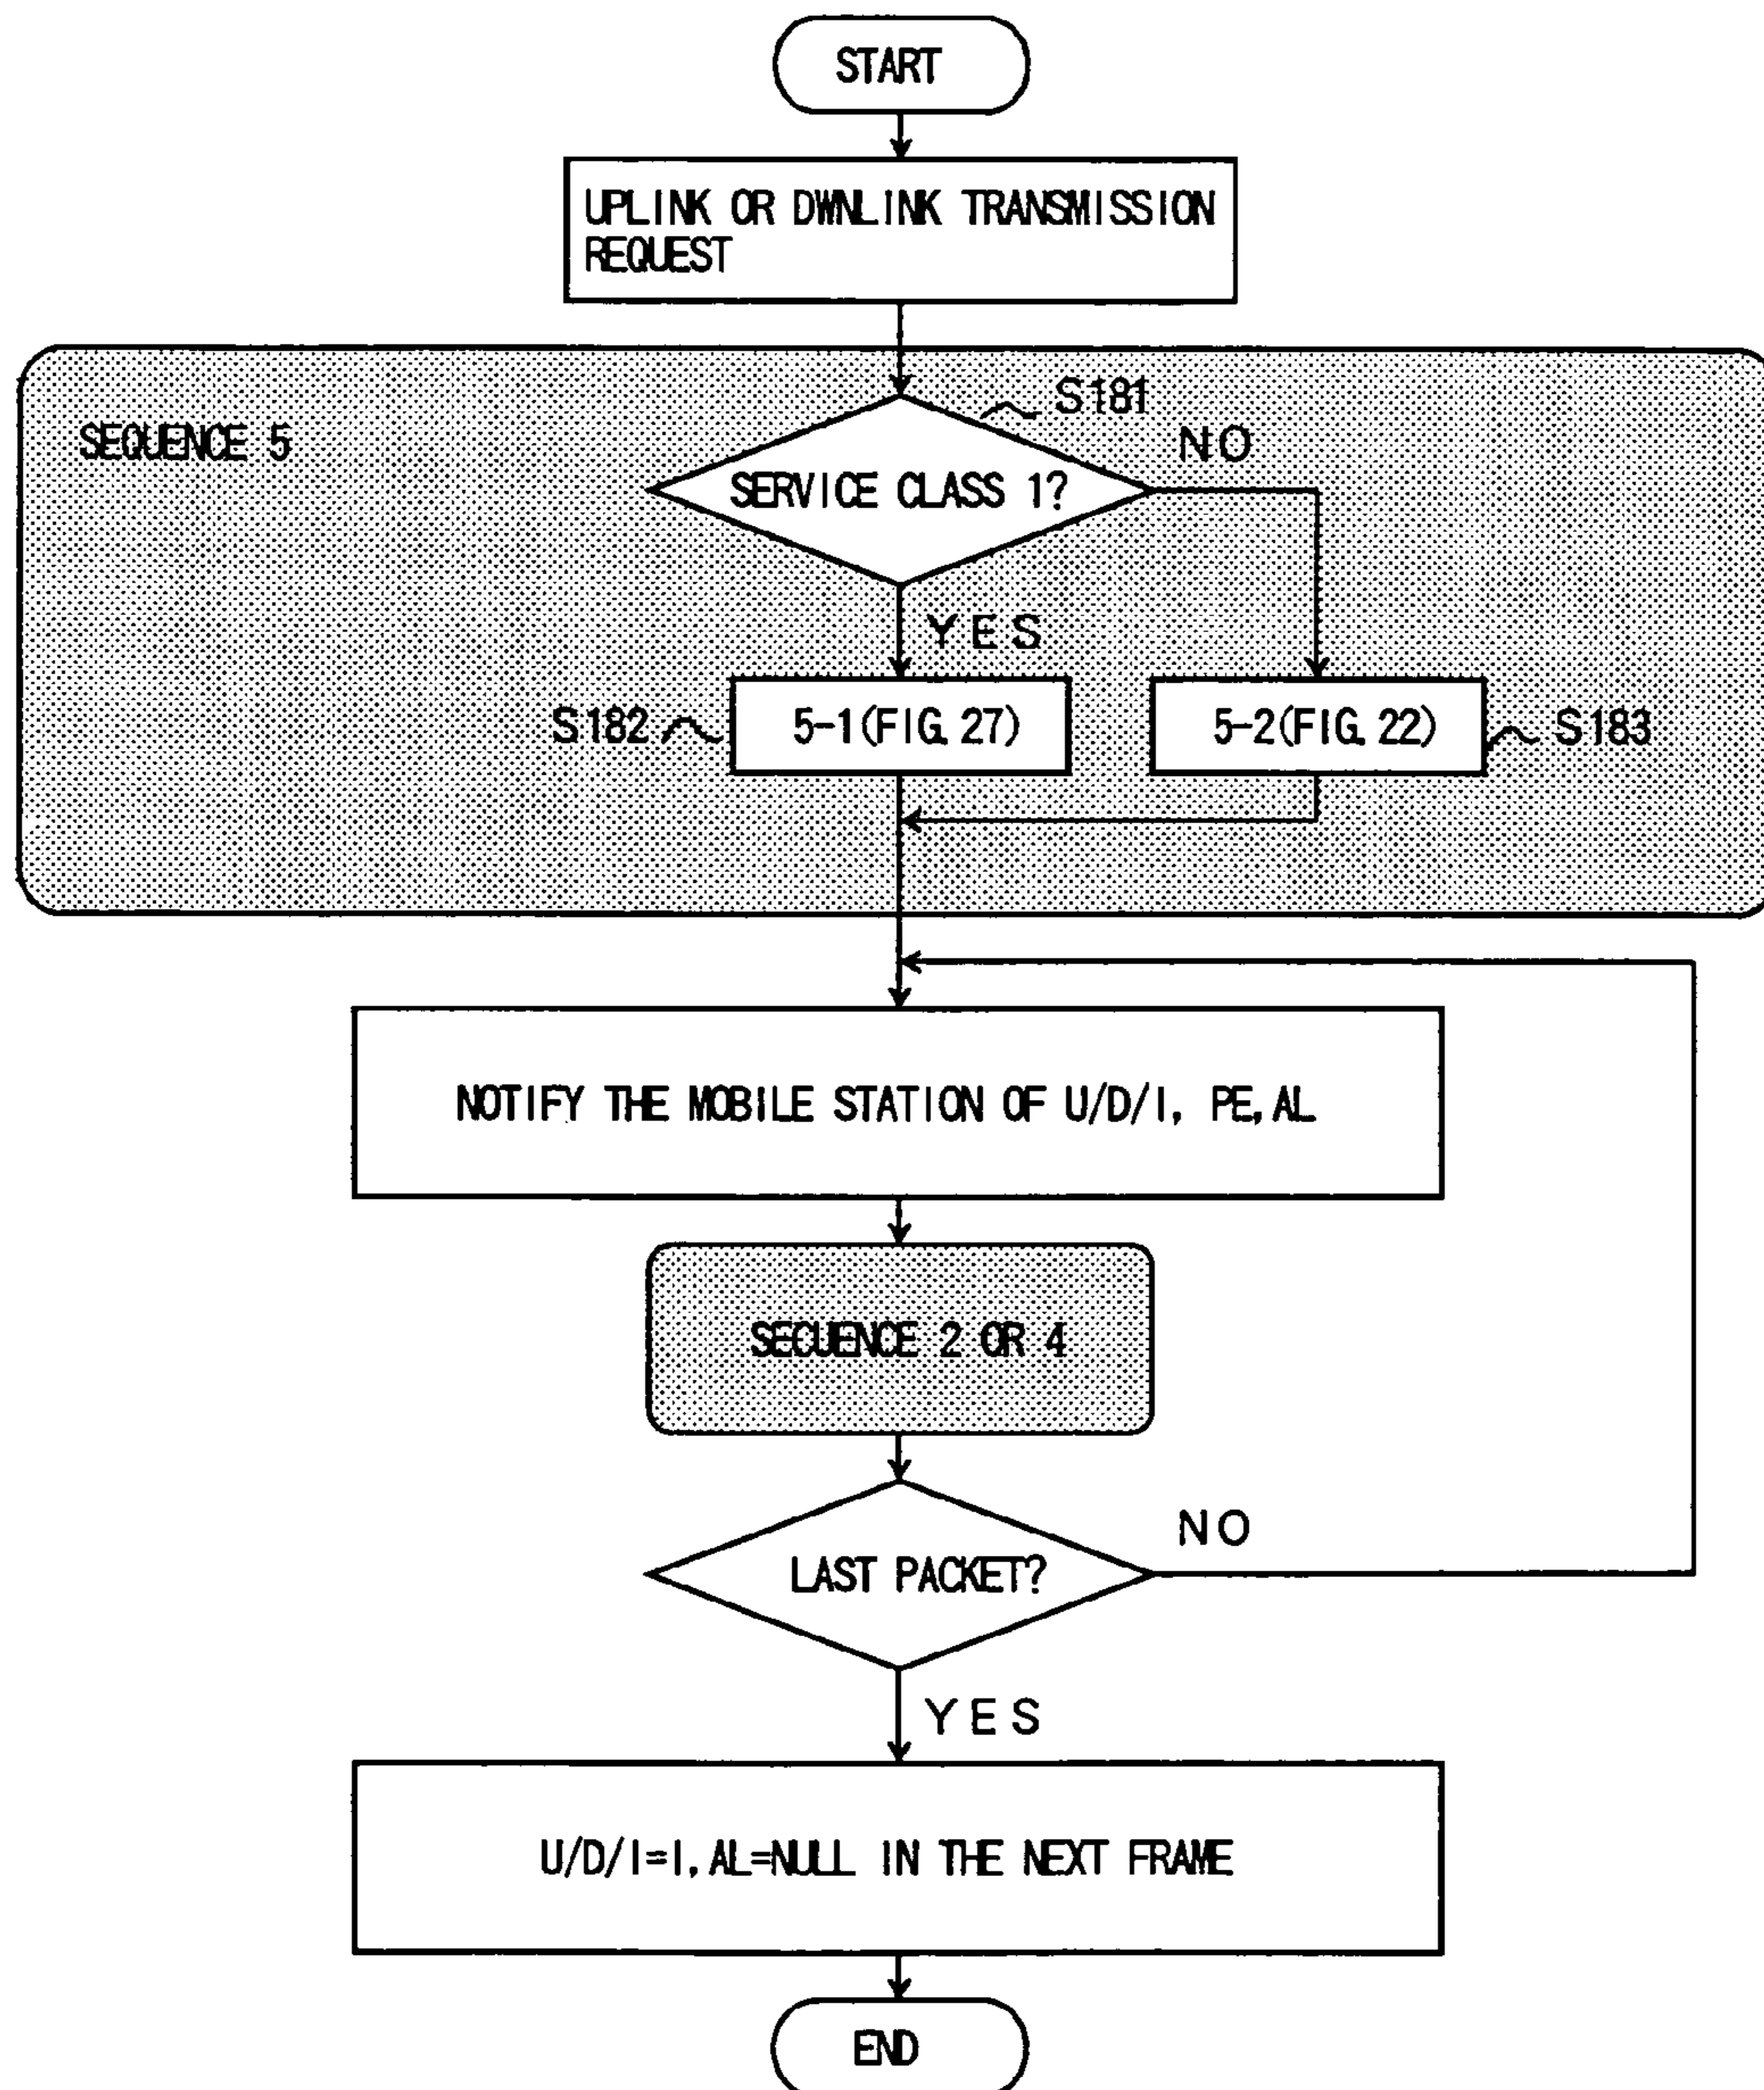 START
UPLINK OR DWNLINK TRANSMISSION
REQUEST
S181
SEQUENCE 5
NO
SERVICE CLASS 1?
YES
S182
5-1(FIG. 27)
5-2(FIG. 22)
S183
NOTIFY THE MOBILE STATION OF U/D/I, PE, AL
SECUENCE 2 OR 4
NO
LAST PACKET?
YES
U/D/I=I, AL=NULL IN THE NEXT FRAME
END